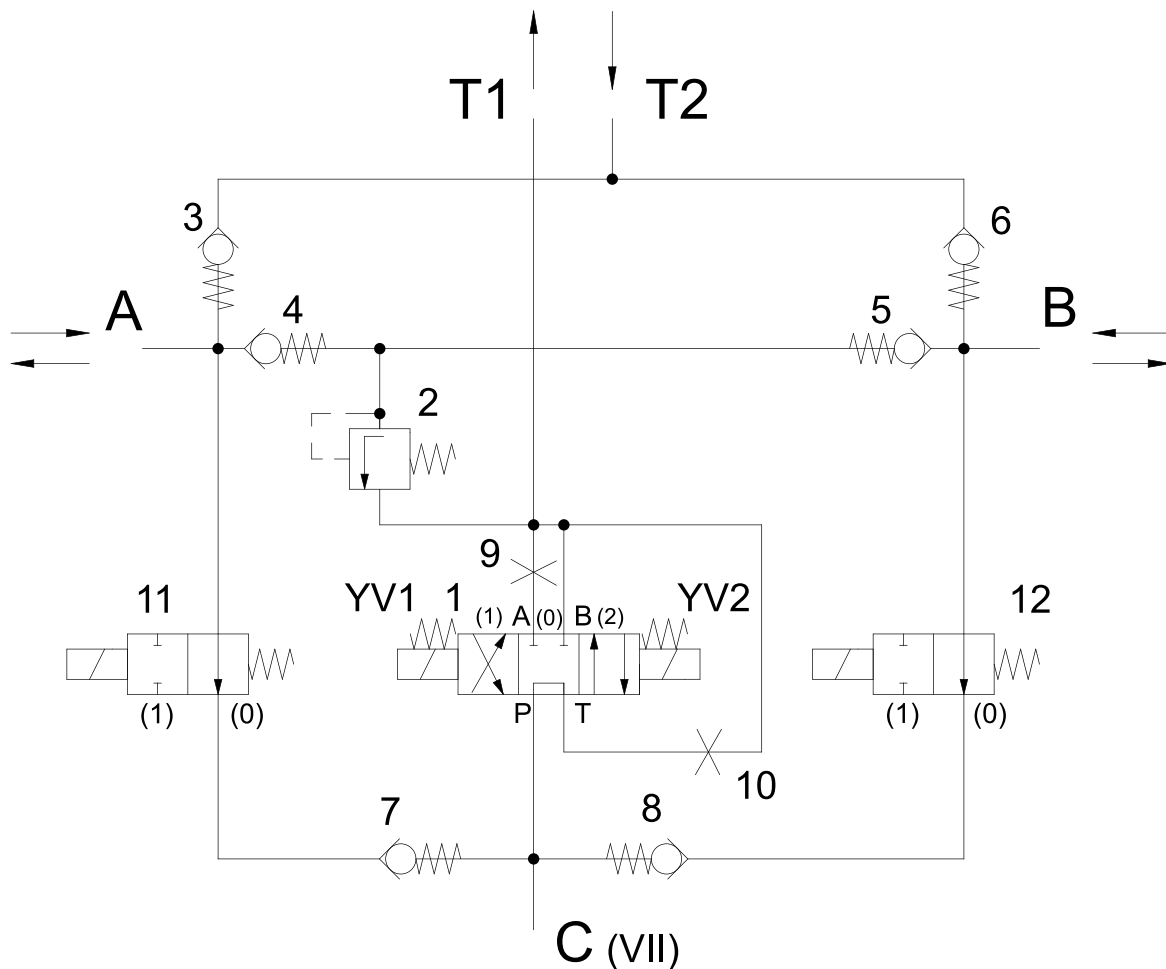 T1 T2
3 6
A 4 5 B
2
9
11 YV1 1 (1) A (0) B (2) YV2 12
(1) (0) P T (1) (0)
10
7 8
C (VII)